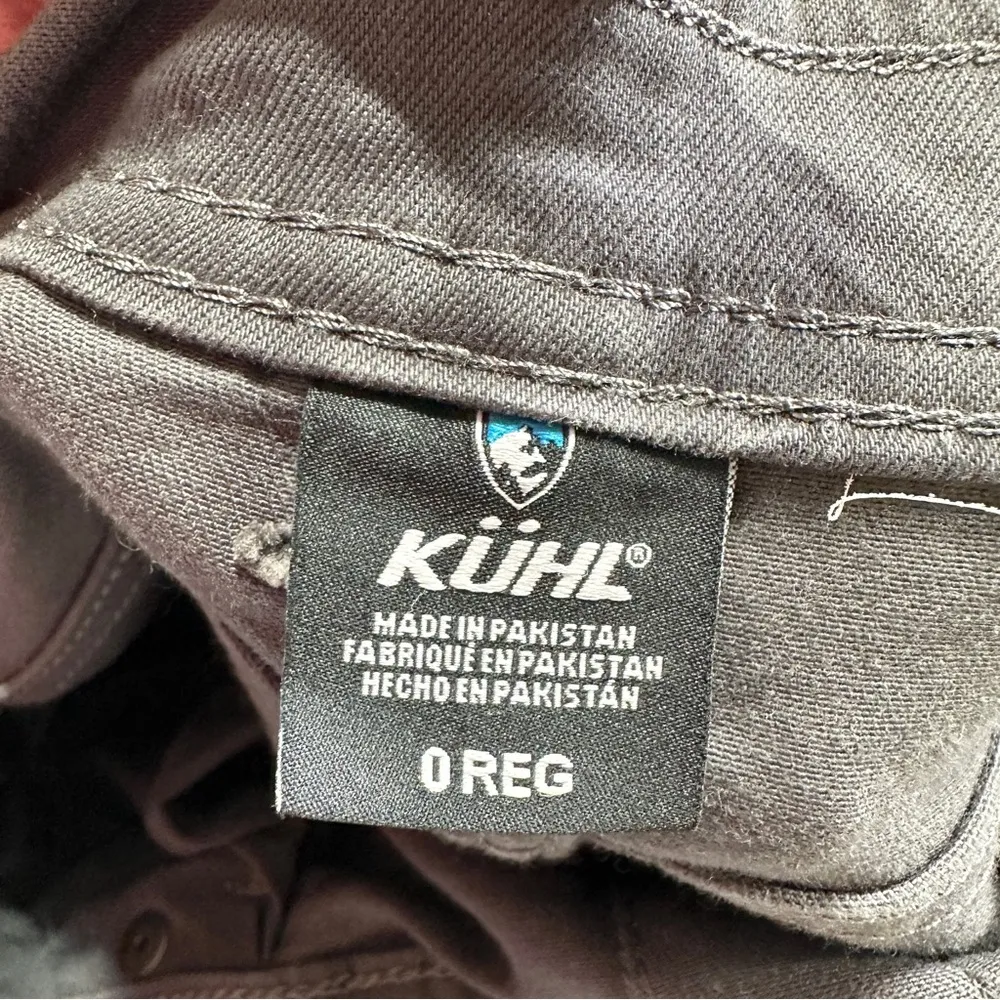 KÜHL®
MADE IN PAKISTAN
FABRIQUÉ EN PAKISTAN
HECHO EN PAKISTÁN
0 REG